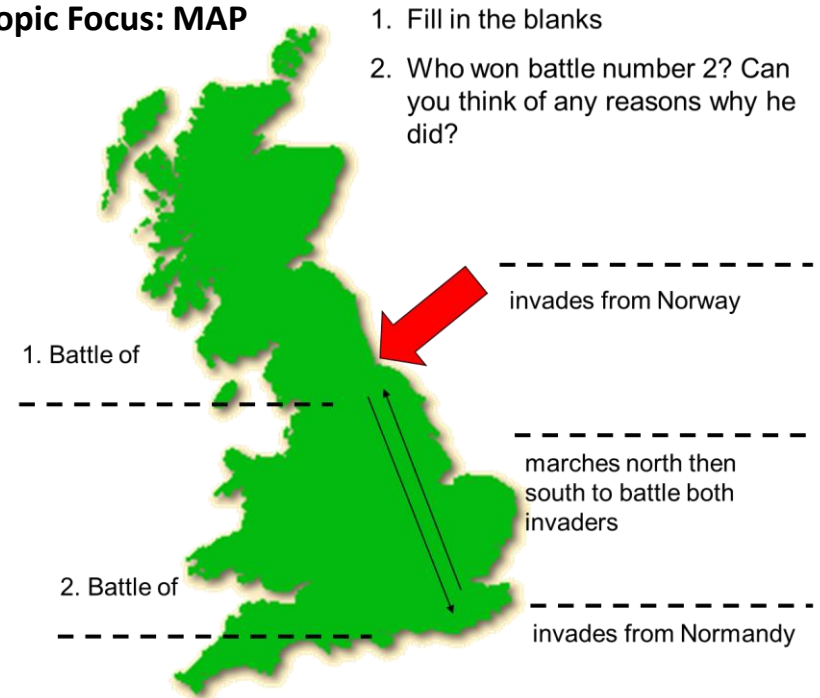 opic Focus: MAP
1. Fill in the blanks
2. Who won battle number 2? Can
you think of any reasons why he
did?
invades from Norway
1. Battle of
marches north then
south to battle both
invaders
2. Battle of
invades from Normandy